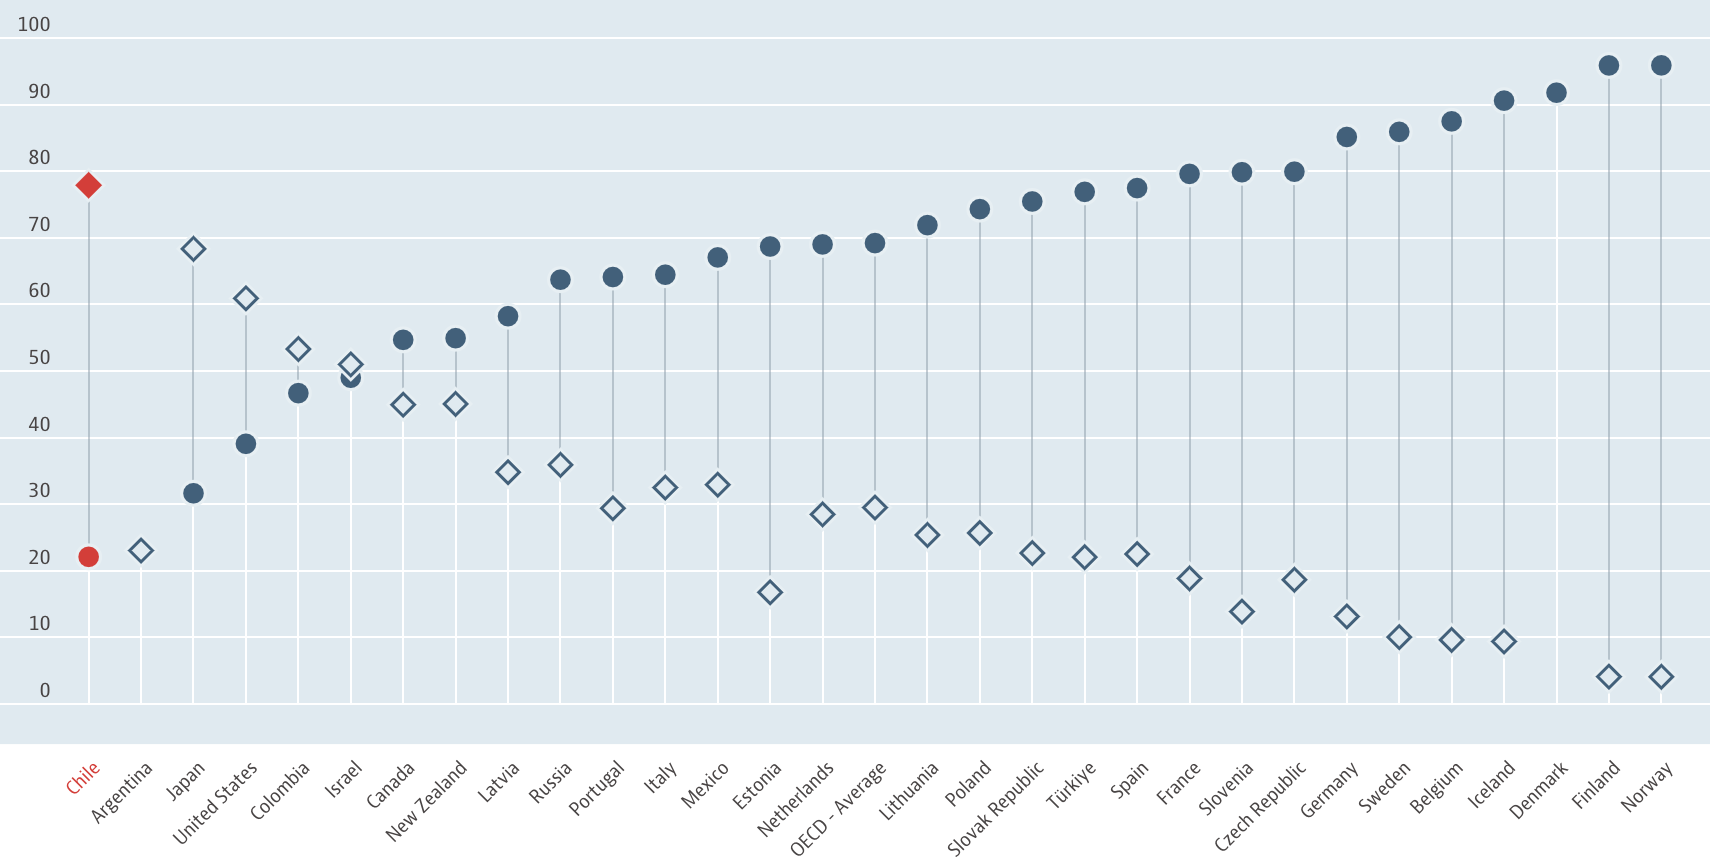 100
90
80
70
60
50
40
30
20
10
0
Chile
Argentina
Japan
United States
Colombia
Israel
Canada
New Zealand
Latvia
Russia
Portugal
Italy
Mexico
Estonia
Netherlands
OECD - Average
Lithuania
Poland
Slovak Republic
Türkiye
Spain
France
Slovenia
Czech Republic
Germany
Sweden
Belgium
Iceland
Denmark
Finland
Norway